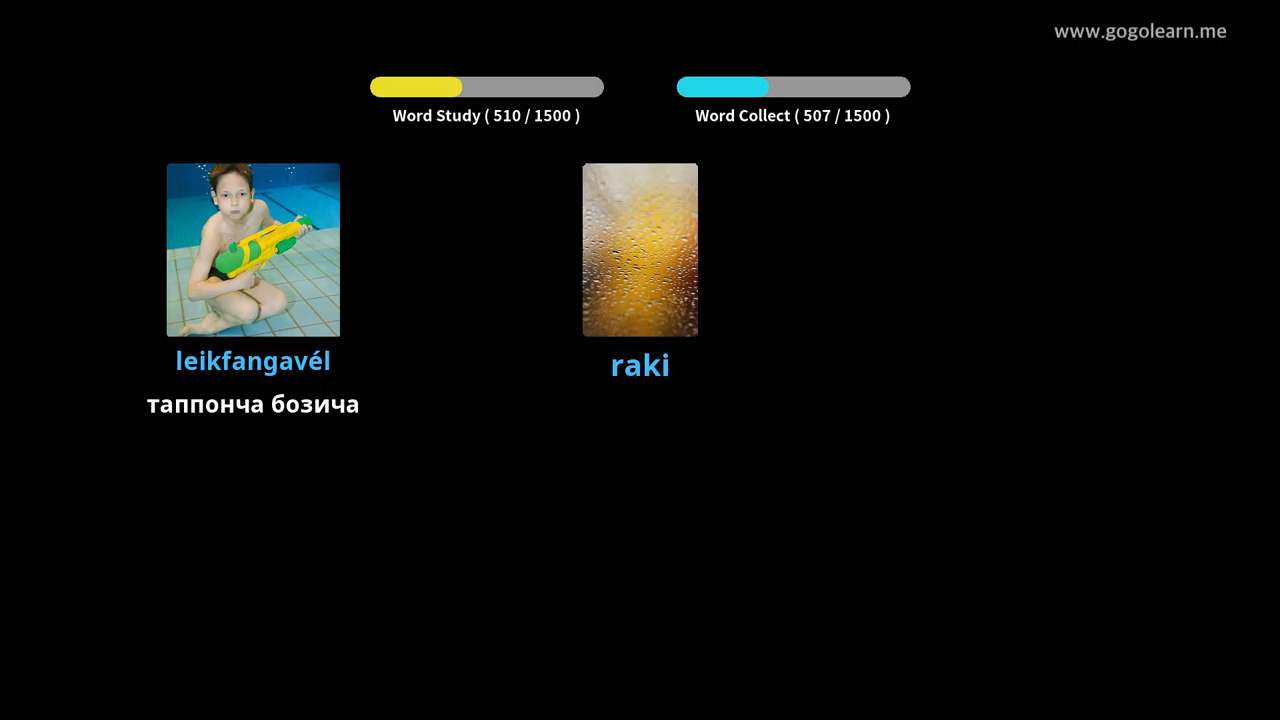 www.gogolearn.me
Word Study ( 510 / 1500 )
Word Collect ( 507 / 1500 )
leikfangavél
raki
таппонча бозича